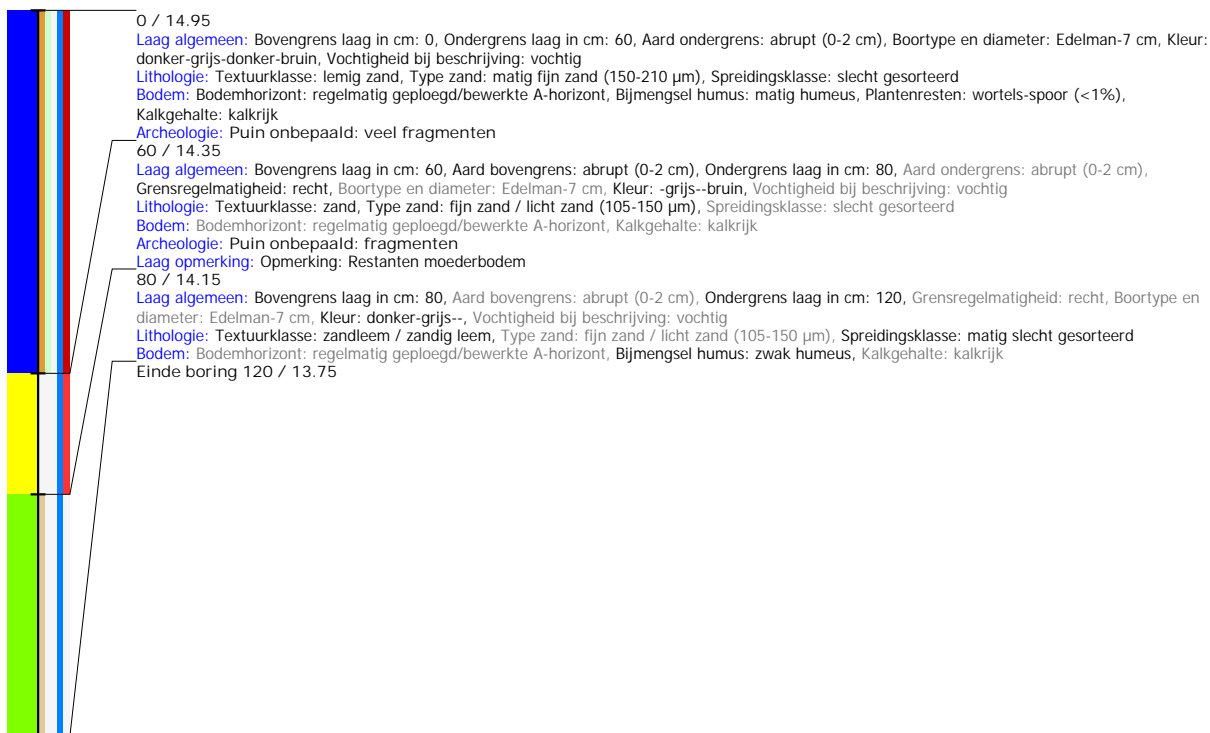 0 / 14.95
Laag algemeen: Bovengrens laag in cm: 0, Ondergrens laag in cm: 60, Aard ondergrens: abrupt (0-2 cm), Boortype en diameter: Edelman-7 cm, Kleur:
donker-grijs-donker-bruin, Vochtigheid bij beschrijving: vochtig
Lithologie: Textuurklasse: lemig zand, Type zand: matig fijn zand (150-210 µm), Spreidingsklasse: slecht gesorteerd
Bodem: Bodemhorizont: regelmatig geploegd/bewerkte A-horizont, Bijmengsel humus: matig humeus, Plantenresten: wortels-spoor (<1%),
Kalkgehalte: kalkrijk
Archeologie: Puin onbepaald: veel fragmenten
60 / 14.35
Laag algemeen: Bovengrens laag in cm: 60, Aard bovengrens: abrupt (0-2 cm), Ondergrens laag in cm: 80, Aard ondergrens: abrupt (0-2 cm),
Grensregelmatigheid: recht, Boortype en diameter: Edelman-7 cm, Kleur: -grijs--bruin, Vochtigheid bij beschrijving: vochtig
Lithologie: Textuurklasse: zand, Type zand: fijn zand / licht zand (105-150 µm), Spreidingsklasse: slecht gesorteerd
Bodem: Bodemhorizont: regelmatig geploegd/bewerkte A-horizont, Kalkgehalte: kalkrijk
Archeologie: Puin onbepaald: fragmenten
Laag opmerking: Opmerking: Restanten moederbodem
80 / 14.15
Laag algemeen: Bovengrens laag in cm: 80, Aard bovengrens: abrupt (0-2 cm), Ondergrens laag in cm: 120, Grensregelmatigheid: recht, Boortype en
diameter: Edelman-7 cm, Kleur: donker-grijs--, Vochtigheid bij beschrijving: vochtig
Lithologie: Textuurklasse: zandleem / zandig leem, Type zand: fijn zand / licht zand (105-150 µm), Spreidingsklasse: matig slecht gesorteerd
Bodem: Bodemhorizont: regelmatig geploegd/bewerkte A-horizont, Bijmengsel humus: zwak humeus, Kalkgehalte: kalkrijk
Einde boring 120 / 13.75